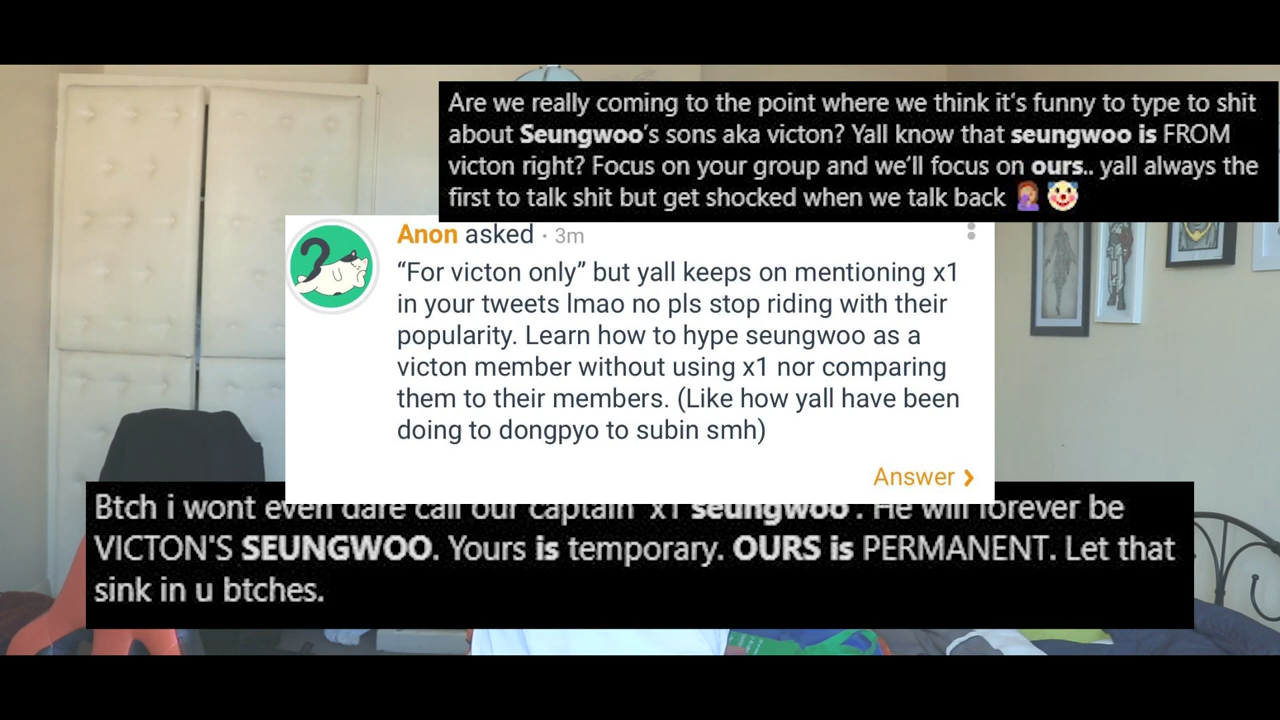 Are we really coming to the point where we think it's funny to type to shit
about Seungwoo's sons aka victon? Yall know that seungwoo is FROM
victon right? Focus on your group and we'll focus on ours.. yall always the
first to talk shit but get shocked when we talk back 🤦🏽‍♀️🤡
Anon asked · 3m
“For victon only” but yall keeps on mentioning x1
in your tweets lmao no pls stop riding with their
popularity. Learn how to hype seungwoo as a
victon member without using x1 nor comparing
them to their members. (Like how yall have been
doing to dongpyo to subin smh)
Answer
Btch i wont even dare call our captain "x1 seungwoo". He will forever be
VICTON'S SEUNGWOO. Yours is temporary. OURS is PERMANENT. Let that
sink in u btches.